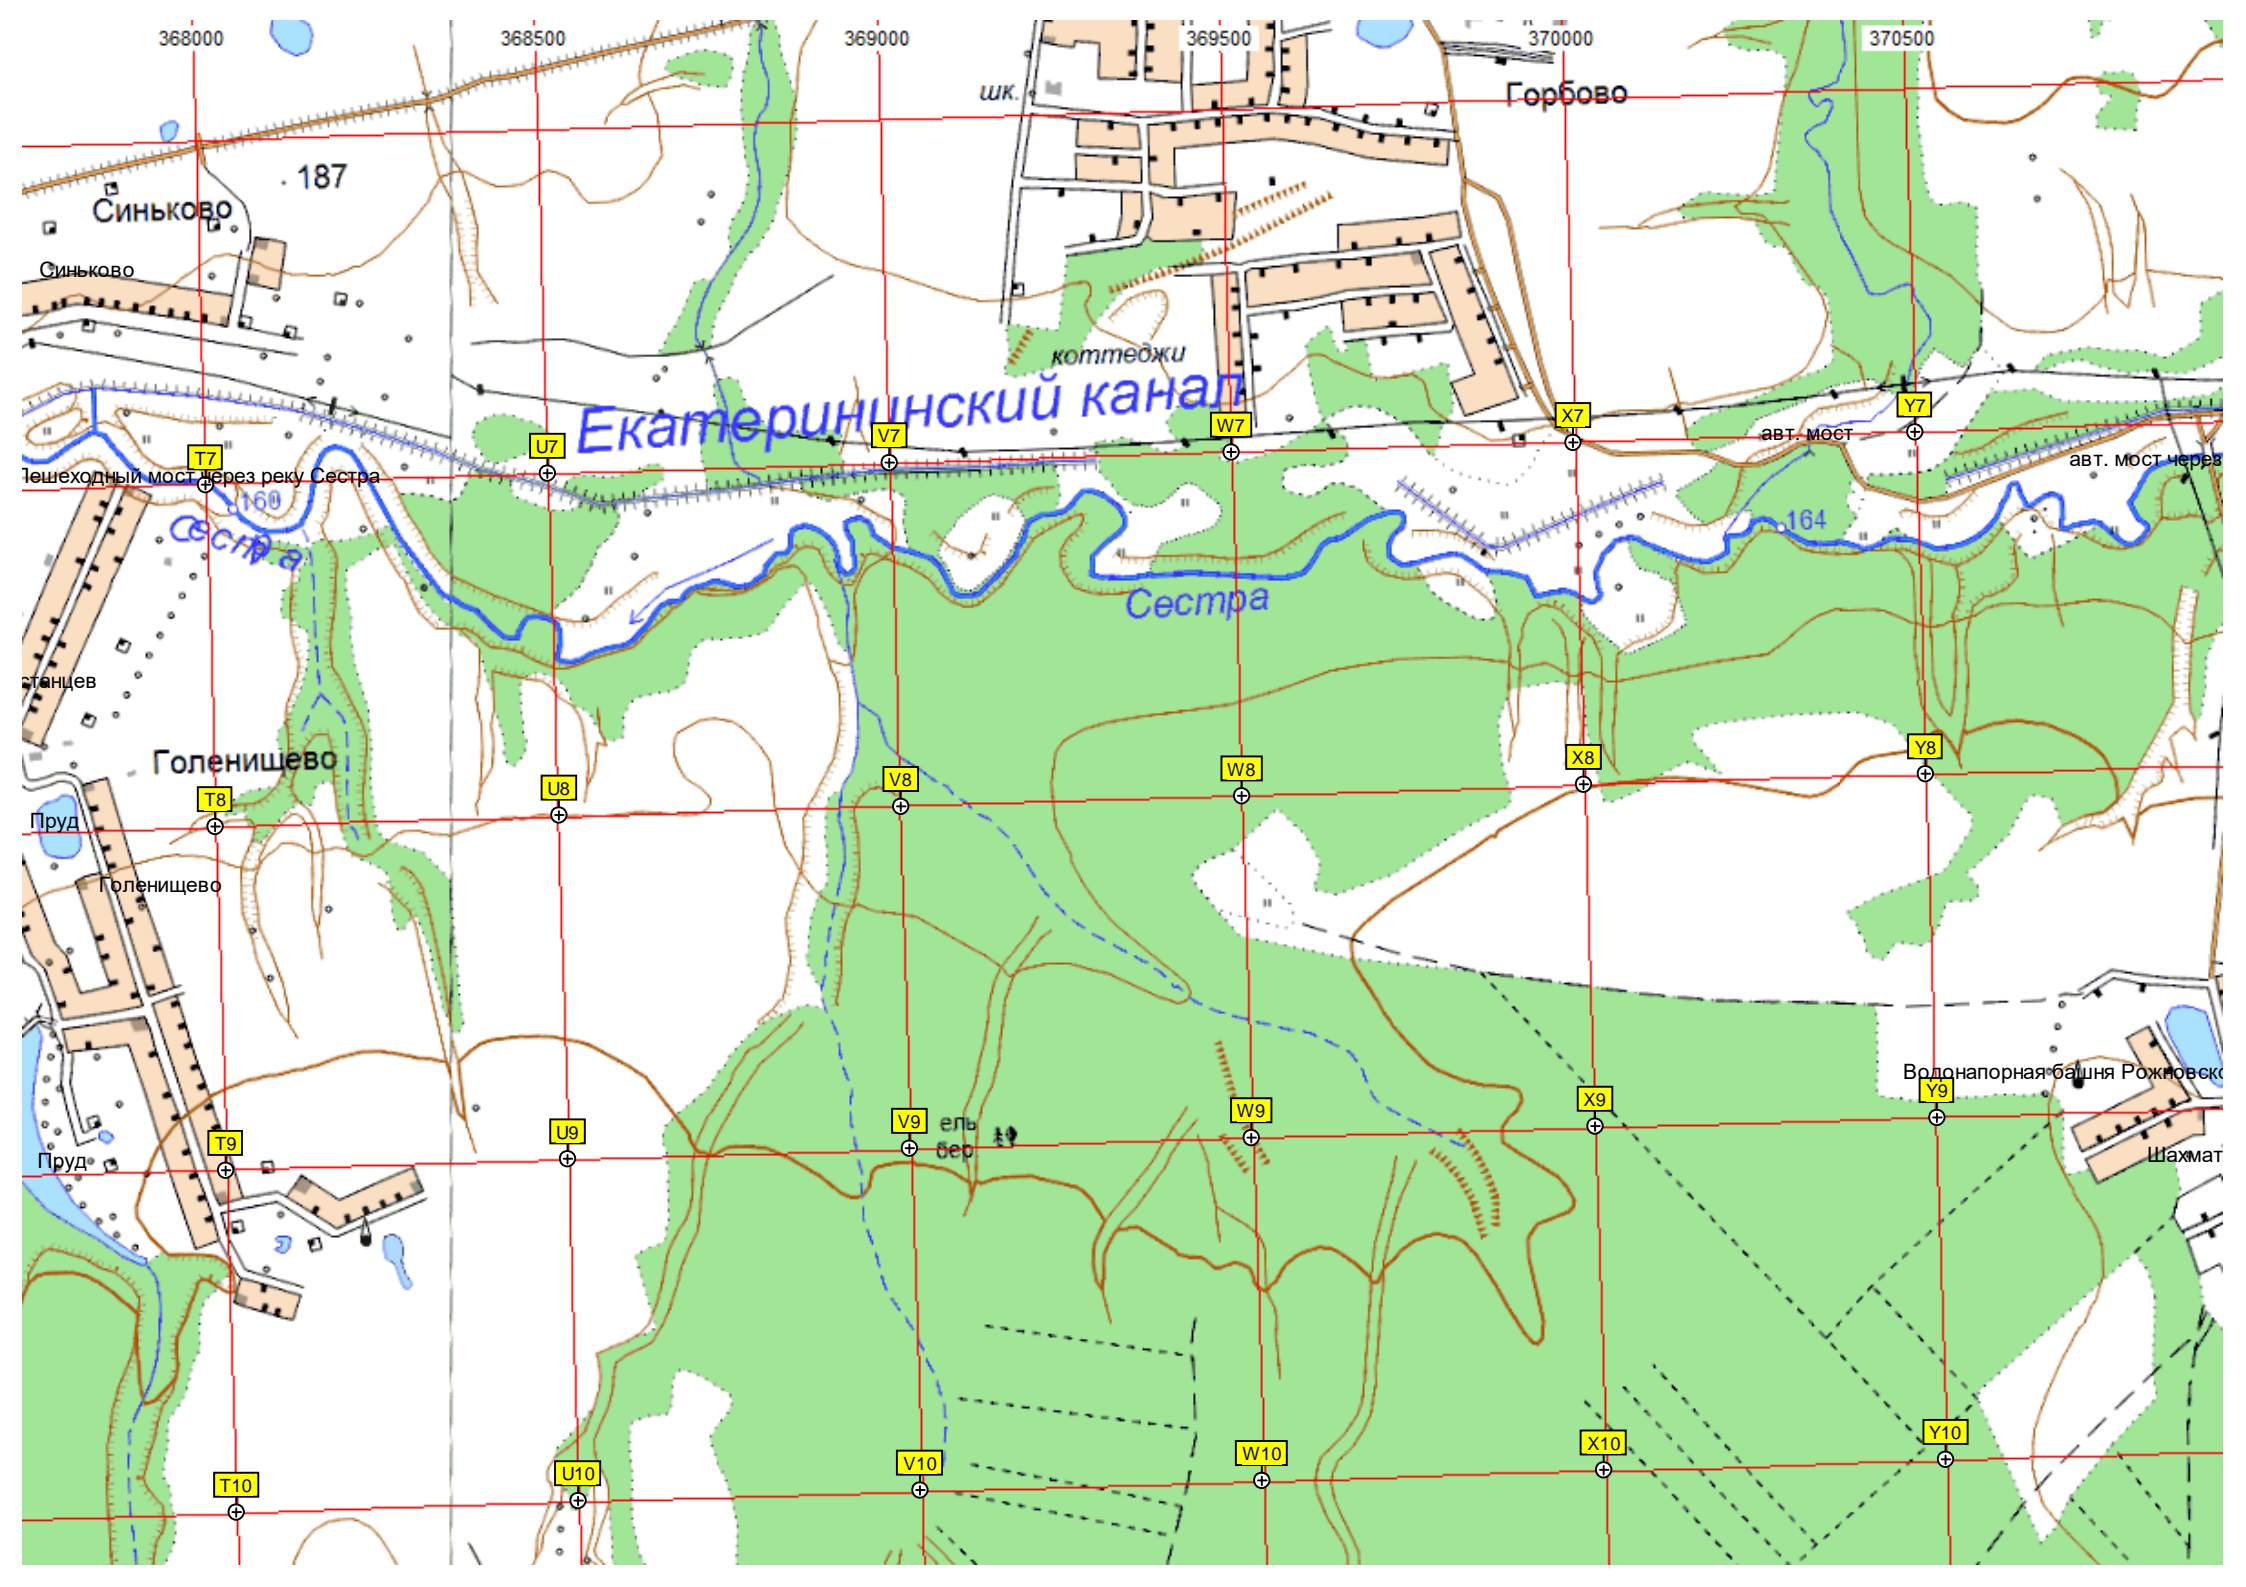 368000 368500 369000 369500 370000 370500
шк.
Горбово
187
Синьково
Синьково
коттеджи
Екатерининский канал
T7 U7 V7 W7 X7 Y7
авт. мост
авт. мост через
Пешеходный мост через реку Сестра
160
164
Сестра
Сестра
станцев
Голенищево
T8 U8 V8 W8 X8 Y8
Пруд
Голенищево
Водонапорная башня Рожновско
T9 U9 V9 W9 X9 Y9
ель
бер.
Пруд
Шахмат
T10 U10 V10 W10 X10 Y10